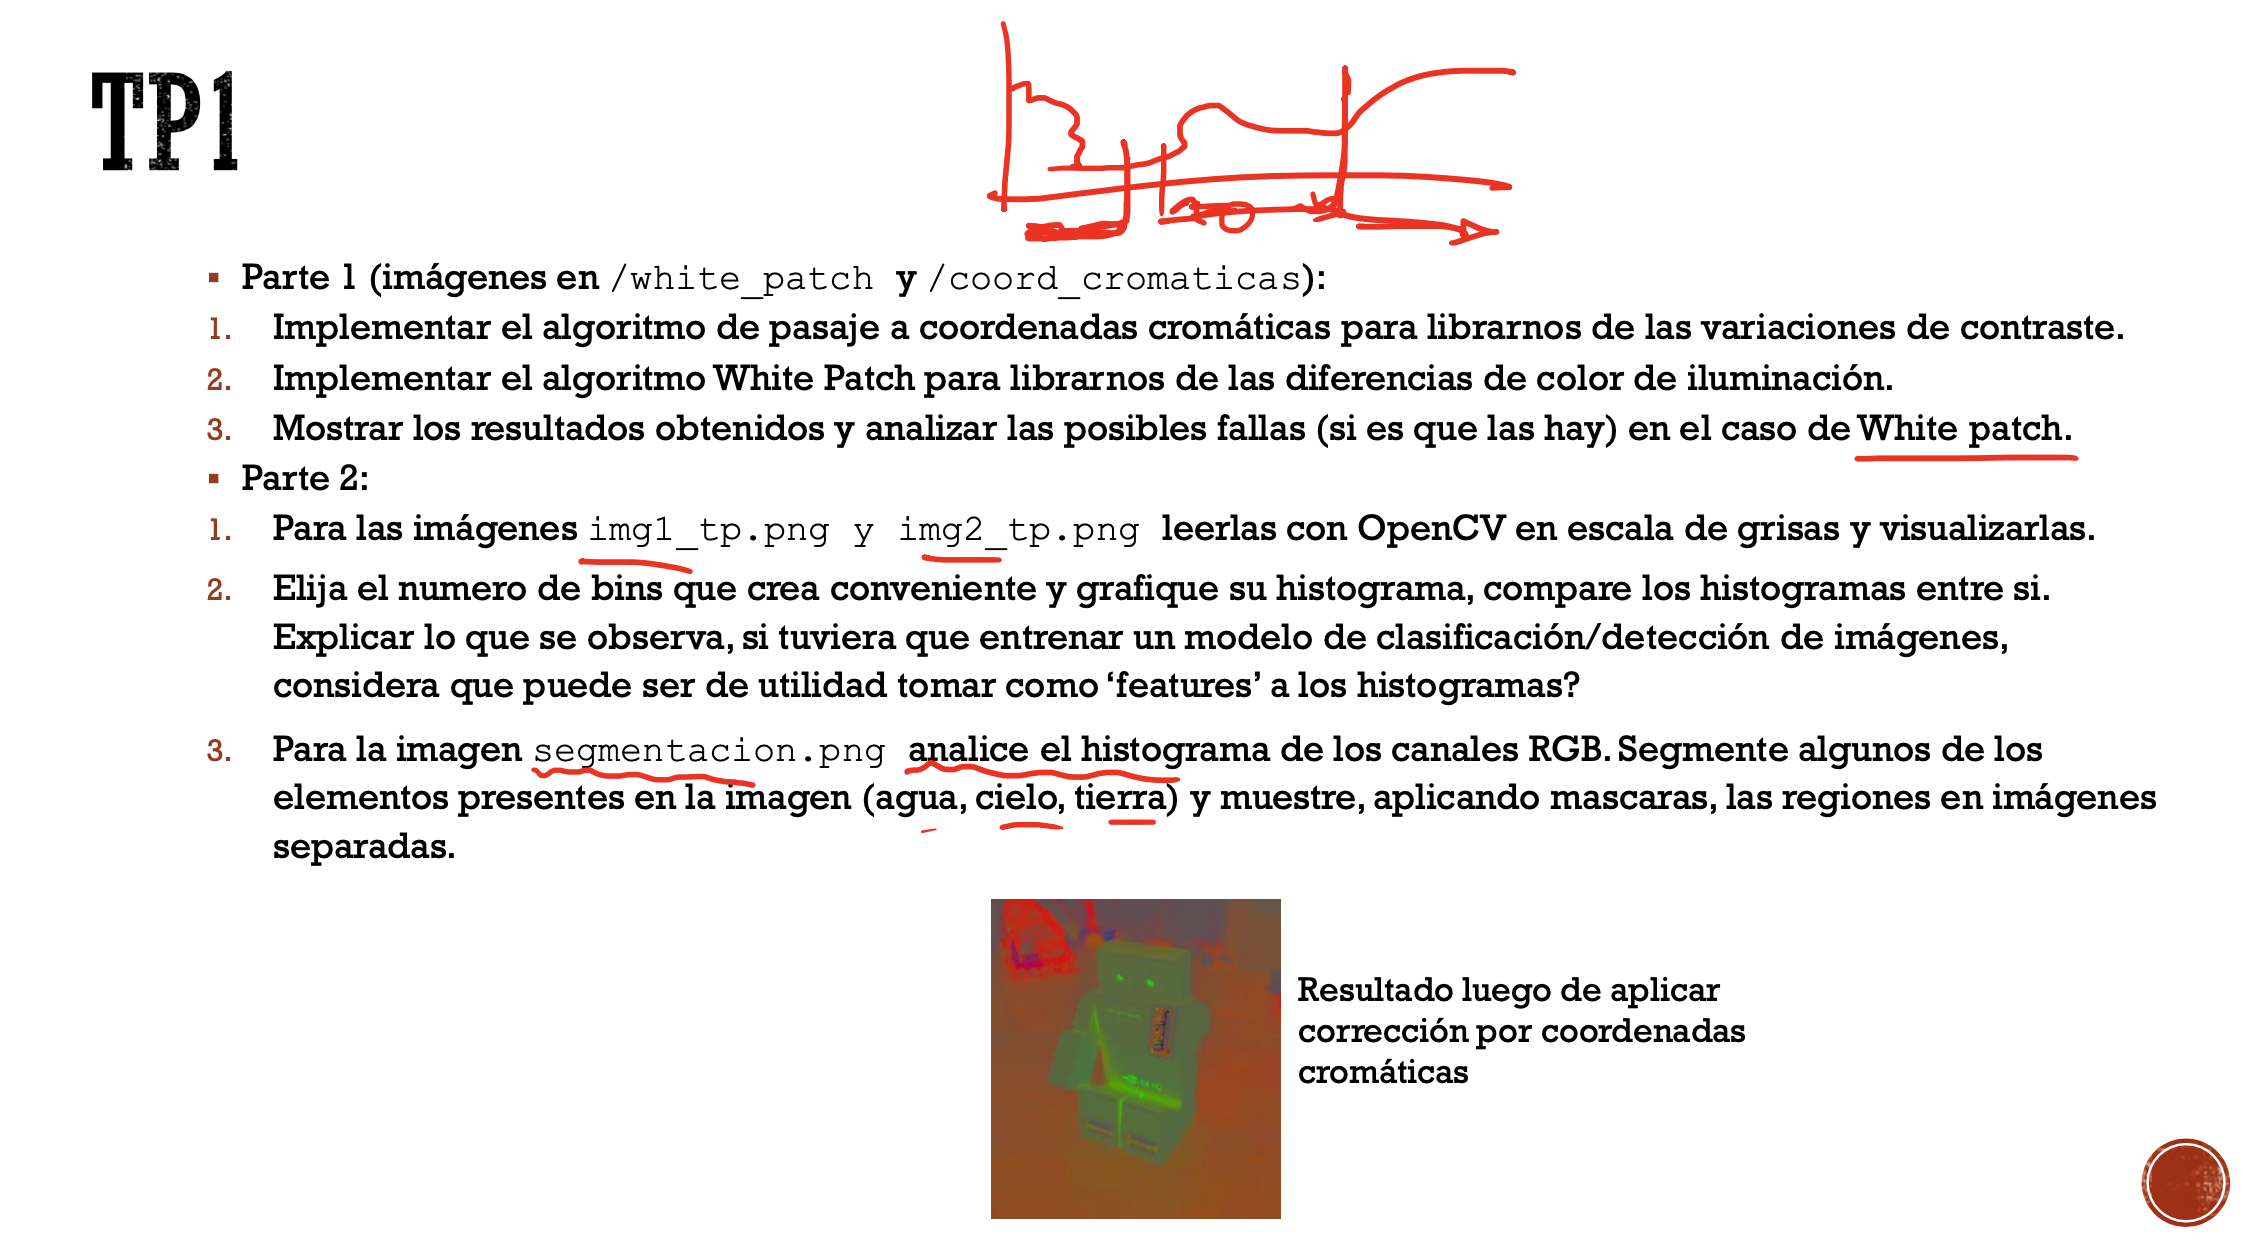 TP1
▪ Parte 1 (imágenes en /white_patch y /coord_cromaticas):
1. Implementar el algoritmo de pasaje a coordenadas cromáticas para librarnos de las variaciones de contraste.
2. Implementar el algoritmo White Patch para librarnos de las diferencias de color de iluminación.
3. Mostrar los resultados obtenidos y analizar las posibles fallas (si es que las hay) en el caso de White patch.
▪ Parte 2:
1. Para las imágenes img1_tp.png y img2_tp.png leerlas con OpenCV en escala de grisas y visualizarlas.
2. Elija el numero de bins que crea conveniente y grafique su histograma, compare los histogramas entre si.
Explicar lo que se observa, si tuviera que entrenar un modelo de clasificación/detección de imágenes,
considera que puede ser de utilidad tomar como ‘features’ a los histogramas?
3. Para la imagen segmentacion.png analice el histograma de los canales RGB. Segmente algunos de los
elementos presentes en la imagen (agua, cielo, tierra) y muestre, aplicando mascaras, las regiones en imágenes
separadas.
Resultado luego de aplicar
corrección por coordenadas
cromáticas